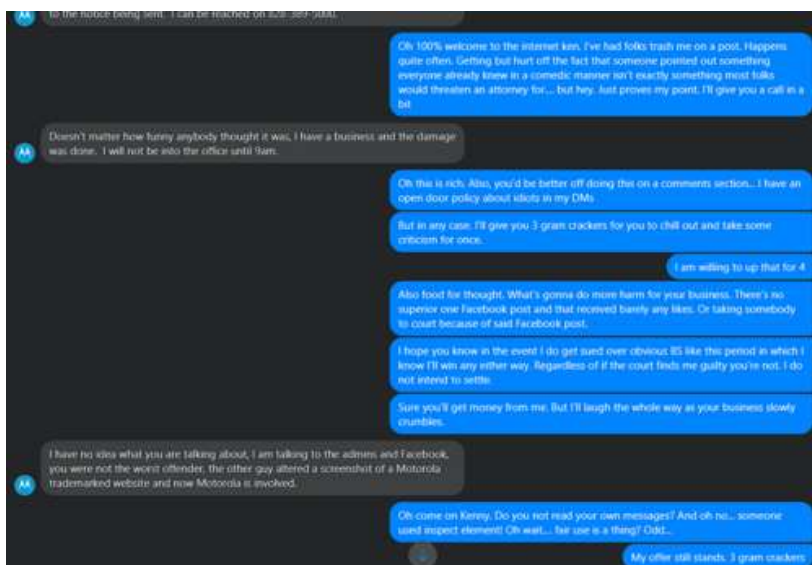 to the notice being sent. I can be reached on 828-389-5000.
Oh 100% welcome to the internet ken. I've had folks trash me on a post. Happens
quite often. Getting but hurt off the fact that someone pointed out something
everyone already knew in a comedic manner isn't exactly something most folks
would threaten an attorney for... but hey. Just proves my point. I'll give you a call in a
bit
Doesn't matter how funny anybody thought it was, I have a business and the damage
was done. I will not be into the office until 9am.
Oh this is rich. Also, you'd be better off doing this on a comments section... I have an
open door policy about idiots in my DMs
But in any case. I'll give you 3 gram crackers for you to chill out and take some
criticism for once.
I am willing to up that for 4
Also food for thought. What's gonna do more harm for your business. There's no
superior one Facebook post and that received barely any likes. Or taking somebody
to court because of said Facebook post.
I hope you know in the event I do get sued over obvious BS like this period in which I
know I'll win any either way. Regardless of if the court finds me guilty you're not. I do
not intend to settle.
Sure you'll get money from me. But I'll laugh the whole way as your business slowly
crumbles.
I have no idea what you are talking about, I am talking to the admins and Facebook,
you were not the worst offender, the other guy altered a screenshot of a Motorola
trademarked website and now Motorola is involved.
Oh come on Kenny. Do you not read your own messages? And oh no... someone
used inspect element! Oh wait.... fair use is a thing? Odd...
My offer still stands. 3 gram crackers